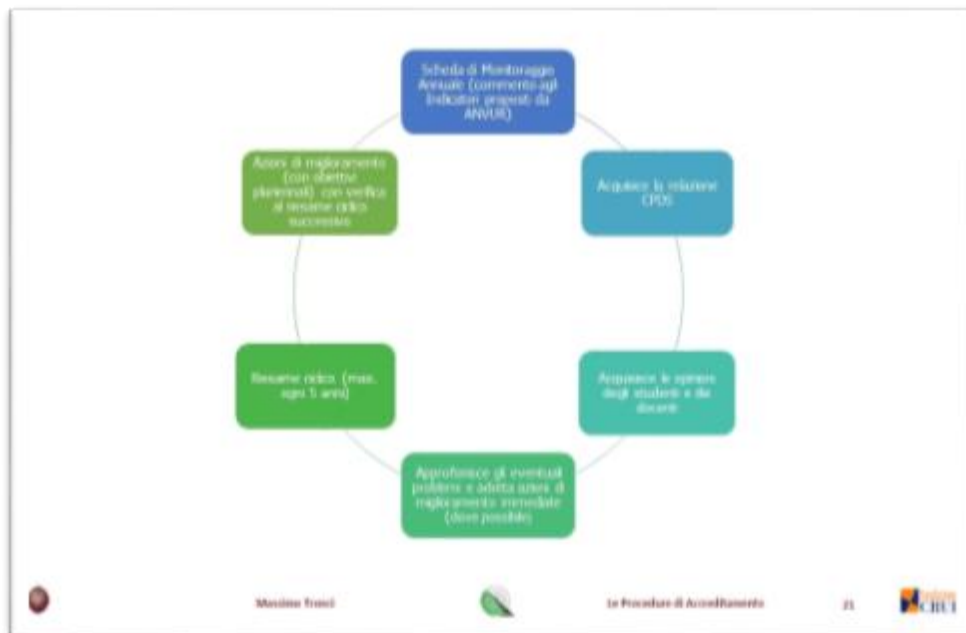 Scheda di Monitoraggio
Annuale (commento agli
Indicatori proposti da
ANVUR)
Acquisisce la relazione
CPDS
Acquisisce le opinioni
degli studenti e dei
docenti
Approfondisce gli eventuali
problemi e adotta azioni di
miglioramento immediate
(dove possibile)
Riesame ciclico (max.
ogni 5 anni)
Azioni di miglioramento
(con obiettivi
pluriennali) con verifica
al riesame ciclico
successivo
Massimo Tronci
Le Procedure di Accreditamento
21
fondazione
CRUI